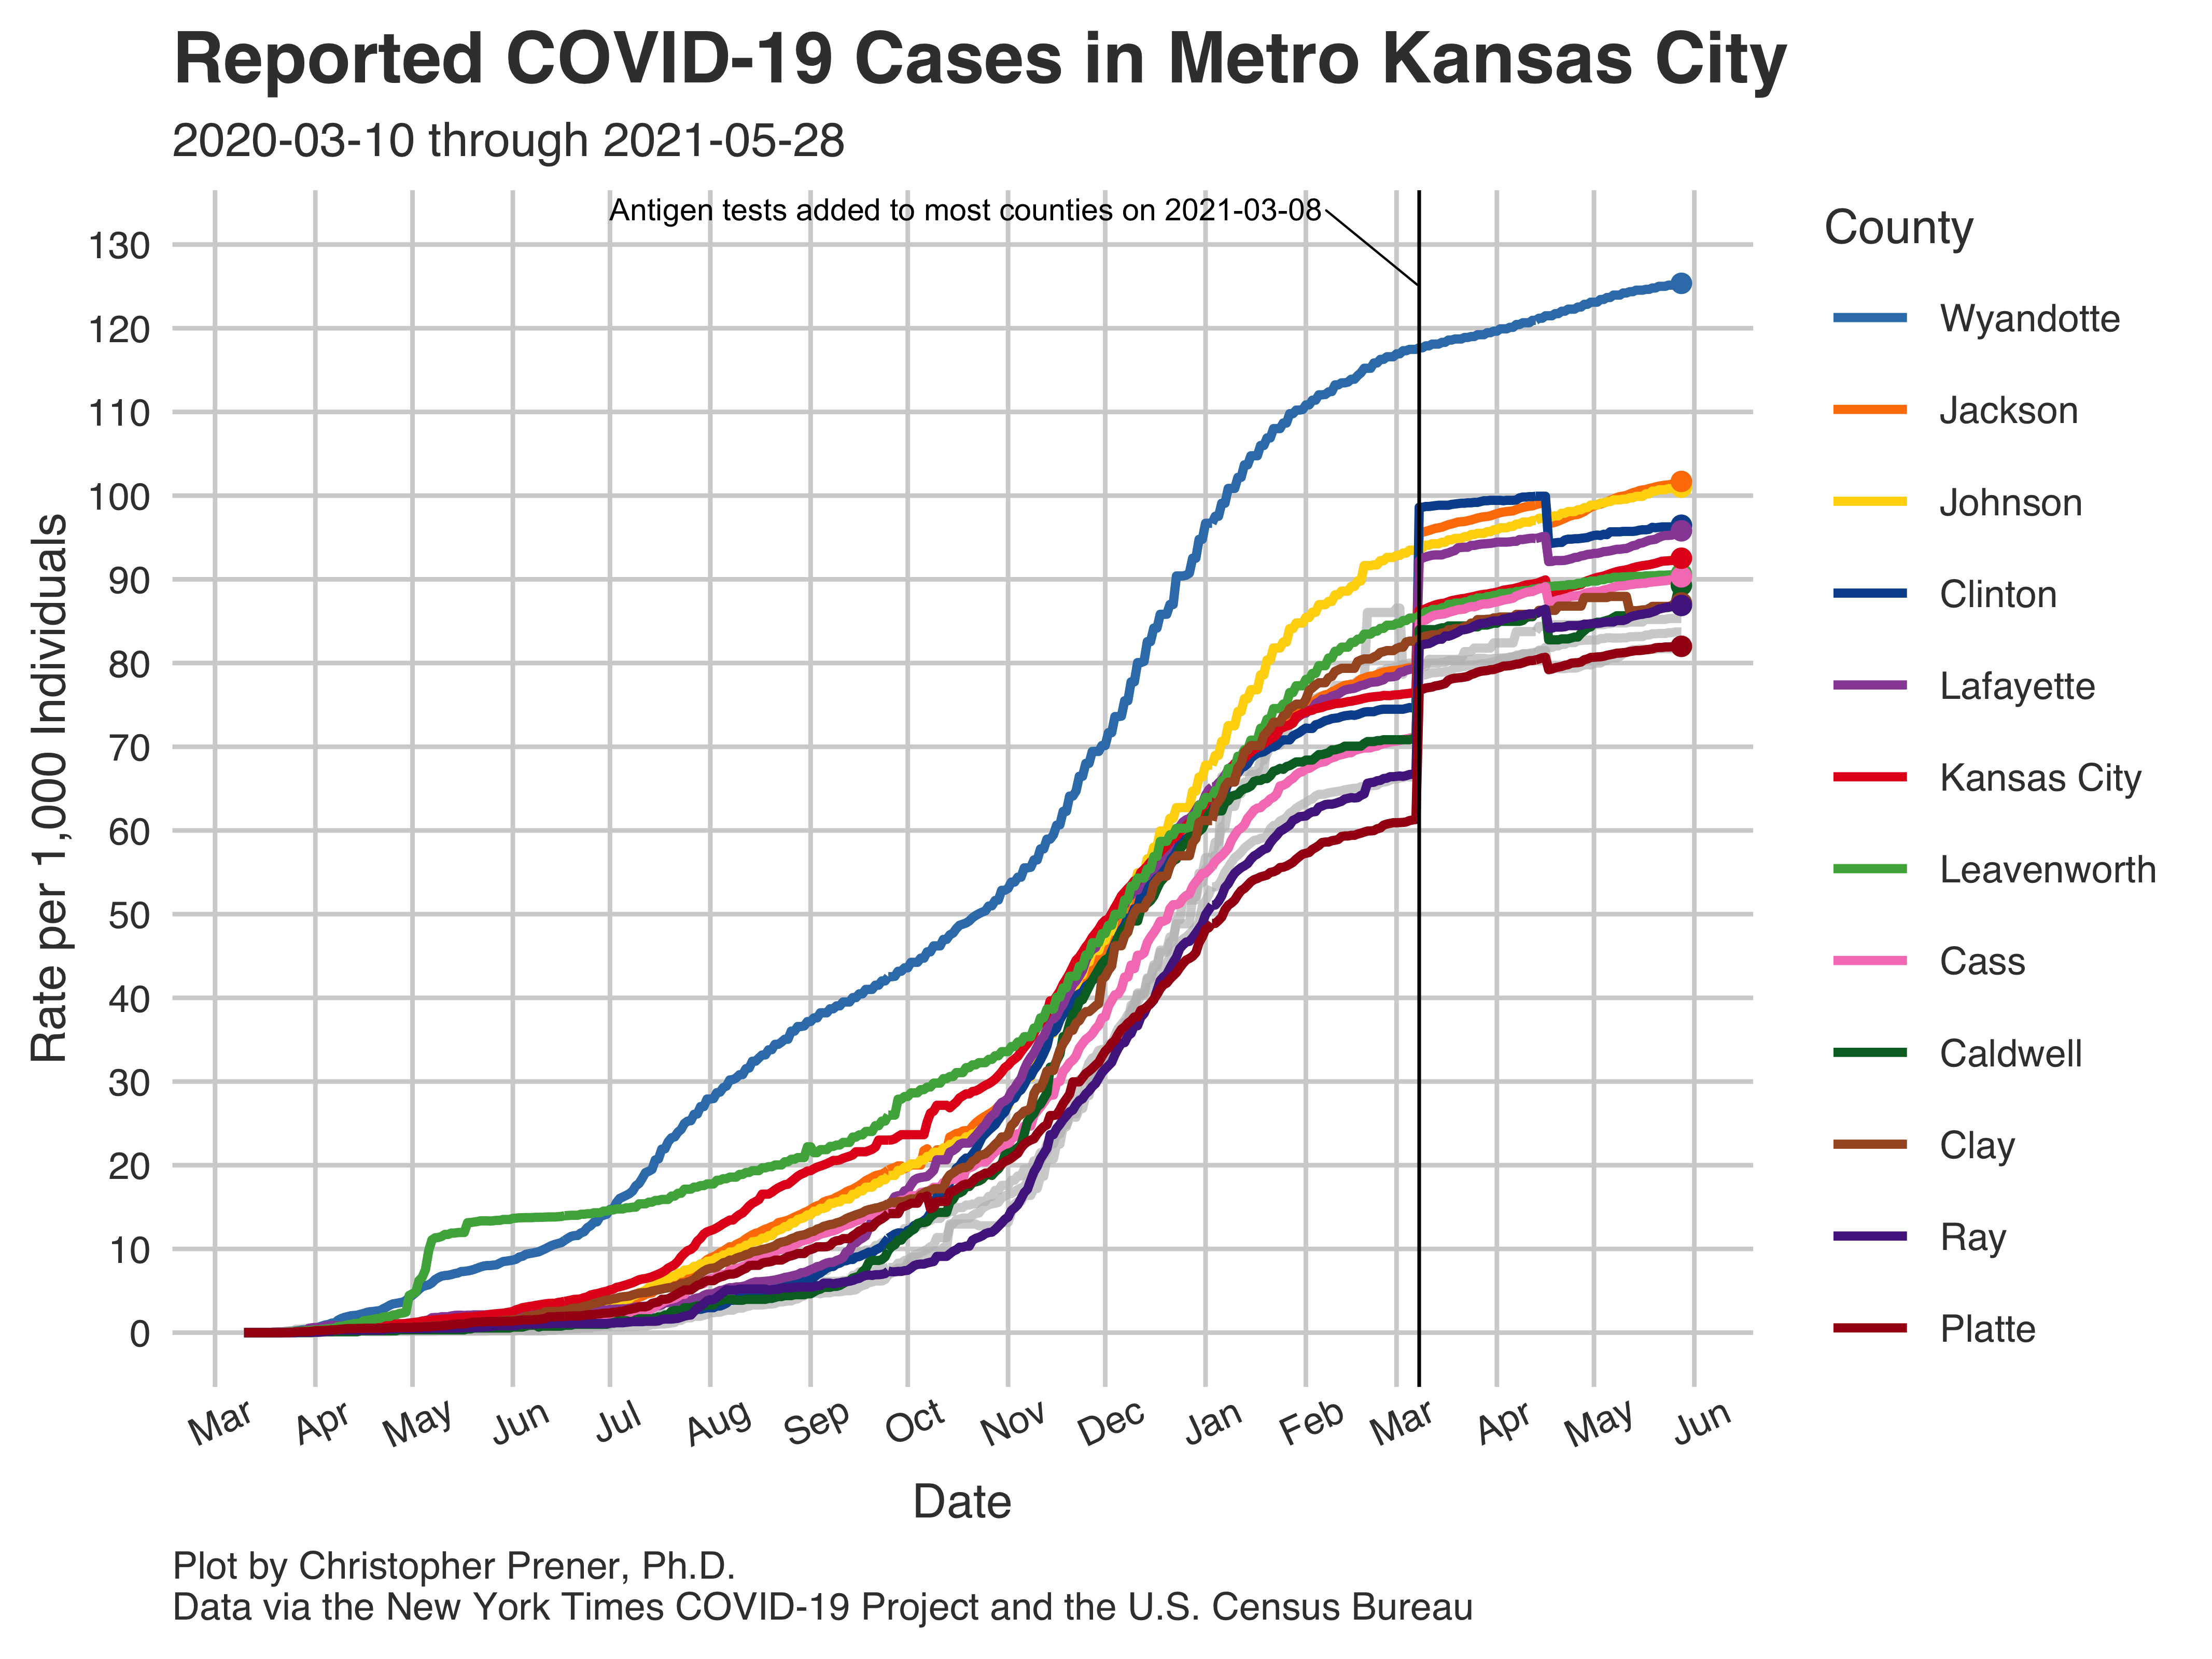 Reported COVID-19 Cases in Metro Kansas City
2020-03-10 through 2021-05-28
Antigen tests added to most counties on 2021-03-08
130
120
110
100
90
80
70
60
50
40
30
20
10
0
Rate per 1,000 Individuals
Mar
Apr
May
Jun
Jul
Aug
Sep
Oct
Nov
Dec
Jan
Feb
Mar
Apr
May
Jun
Date
County
Wyandotte
Jackson
Johnson
Clinton
Lafayette
Kansas City
Leavenworth
Cass
Caldwell
Clay
Ray
Platte
Plot by Christopher Prener, Ph.D.
Data via the New York Times COVID-19 Project and the U.S. Census Bureau